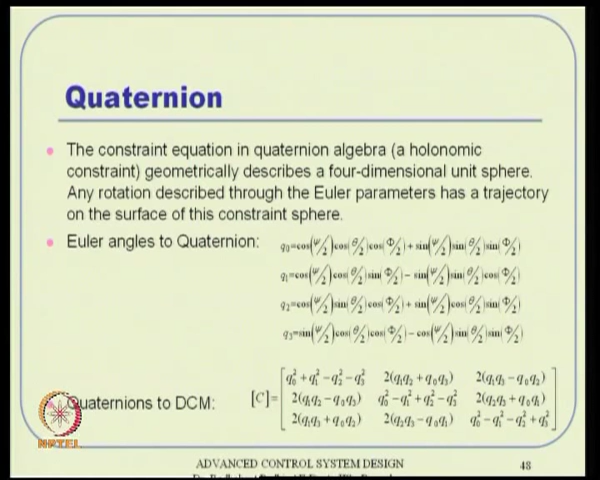 Quaternion
The constraint equation in quaternion algebra (a holonomic
constraint) geometrically describes a four-dimensional unit sphere.
Any rotation described through the Euler parameters has a trajectory
on the surface of this constraint sphere.
Euler angles to Quaternion:
q₀=cos(ψ/2)cos(θ/2)cos(Φ/2)+sin(ψ/2)sin(θ/2)sin(Φ/2)
q₁=cos(ψ/2)cos(θ/2)sin(Φ/2)−sin(ψ/2)sin(θ/2)cos(Φ/2)
q₂=cos(ψ/2)sin(θ/2)cos(Φ/2)+sin(ψ/2)cos(θ/2)sin(Φ/2)
q₃=sin(ψ/2)cos(θ/2)cos(Φ/2)−cos(ψ/2)sin(θ/2)sin(Φ/2)
q₀²+q₁²−q₂²−q₃² 2(q₁q₂+q₀q₃) 2(q₁q₃−q₀q₂)
Quaternions to DCM: [C]= 2(q₁q₂−q₀q₃) q₀²−q₁²+q₂²−q₃² 2(q₂q₃+q₀q₁)
2(q₁q₃+q₀q₂) 2(q₂q₃−q₀q₁) q₀²−q₁²−q₂²+q₃²
NPTEL
ADVANCED CONTROL SYSTEM DESIGN 48